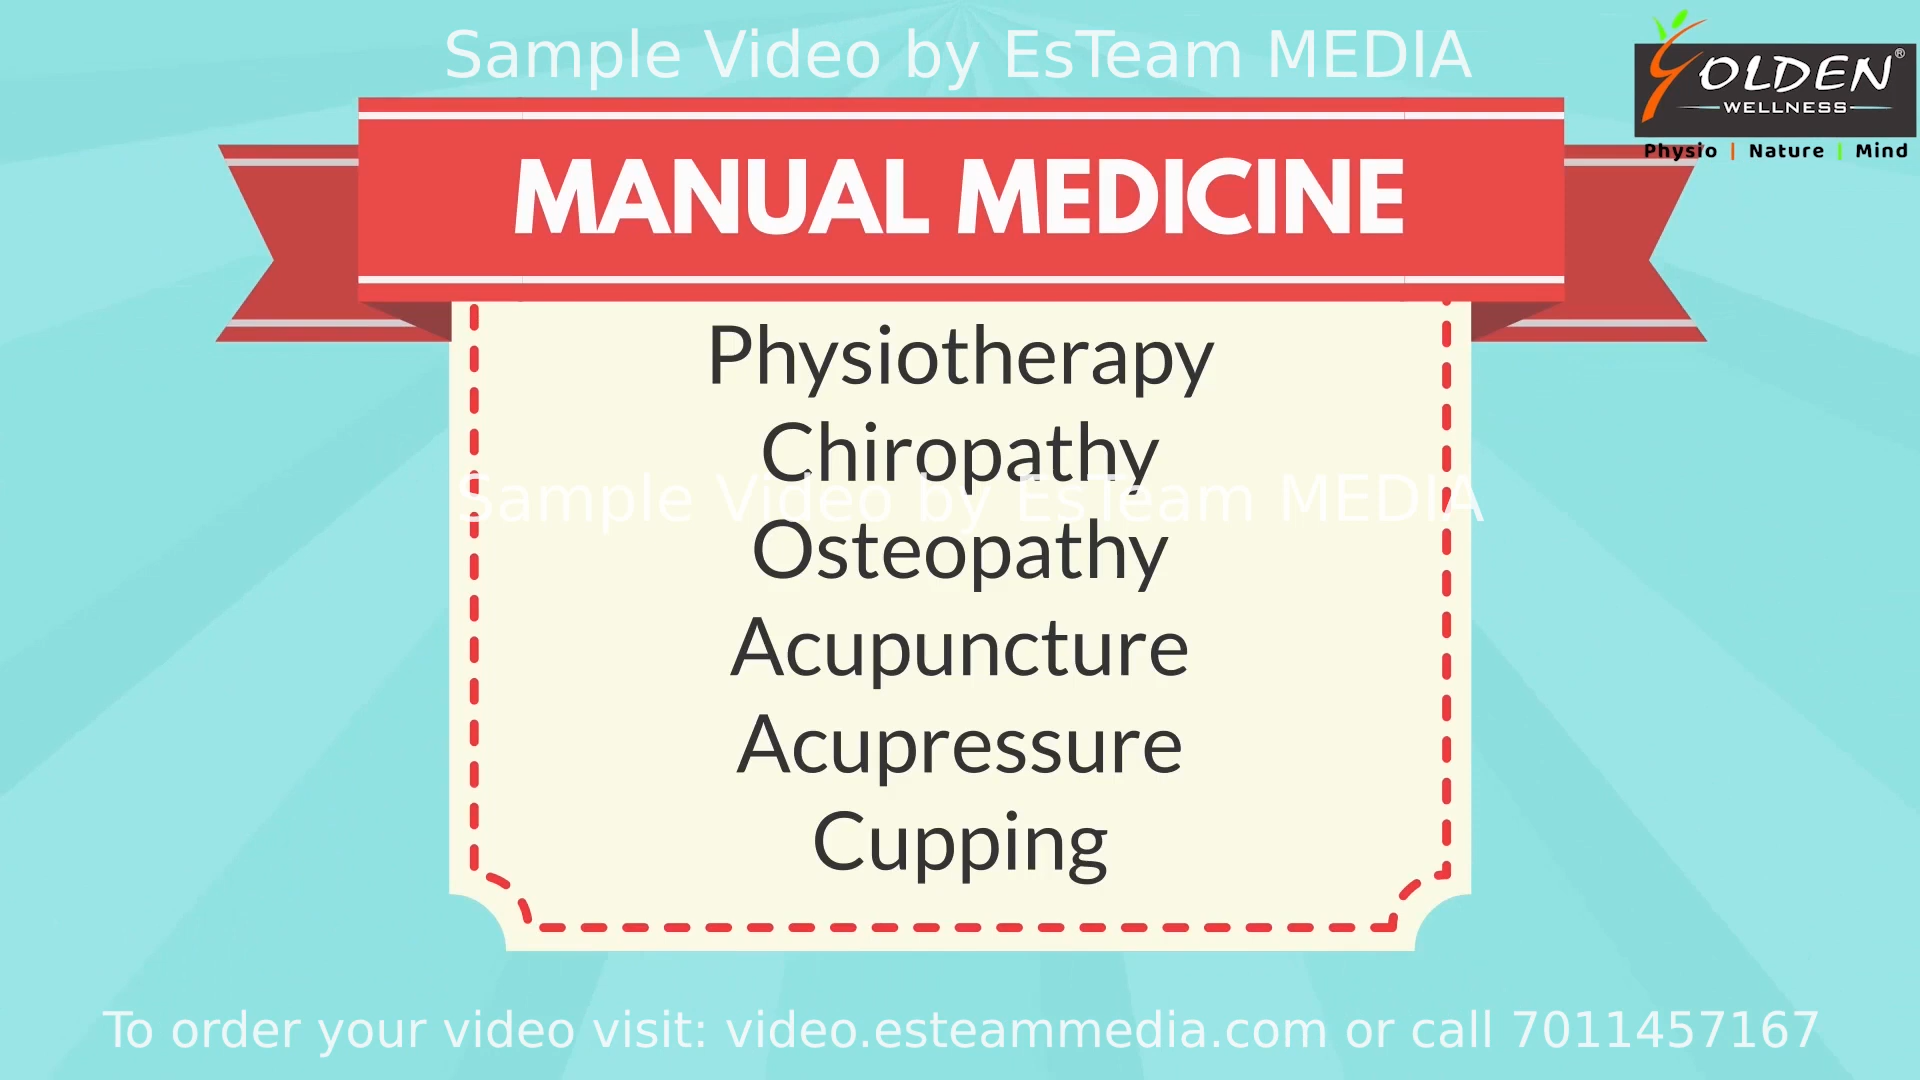 Sample Video by EsTeam MEDIA
GOLDEN®
WELLNESS
Physio | Nature | Mind
MANUAL MEDICINE
Physiotherapy
Chiropathy
Sample Video by EsTeam MEDIA
Osteopathy
Acupuncture
Acupressure
Cupping
To order your video visit: video.esteammedia.com or call 7011457167